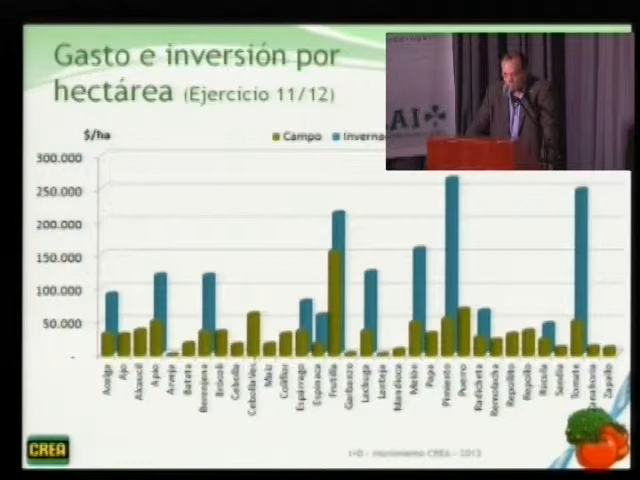 Gasto e inversión por
hectárea (Ejercicio 11/12)
$/ha
Campo
Inverna
300.000
250.000
200.000
150.000
100.000
50.000
-
Acelga
Ajo
Alcaucil
Apio
Arveja
Batata
Berenjena
Brócoli
Cebolla
Cebolla Ver.
Maíz
Coliflor
Espárrago
Espinaca
Frutilla
Garbanzo
Lechuga
Lenteja
Mandioca
Melón
Papa
Pimiento
Puerro
Radicheta
Remolacha
Repollito
Repollo
Rúcula
Sandía
Tomate
Zanahoria
Zapallo
CREA
I+D - movimiento CREA - 2013
AI